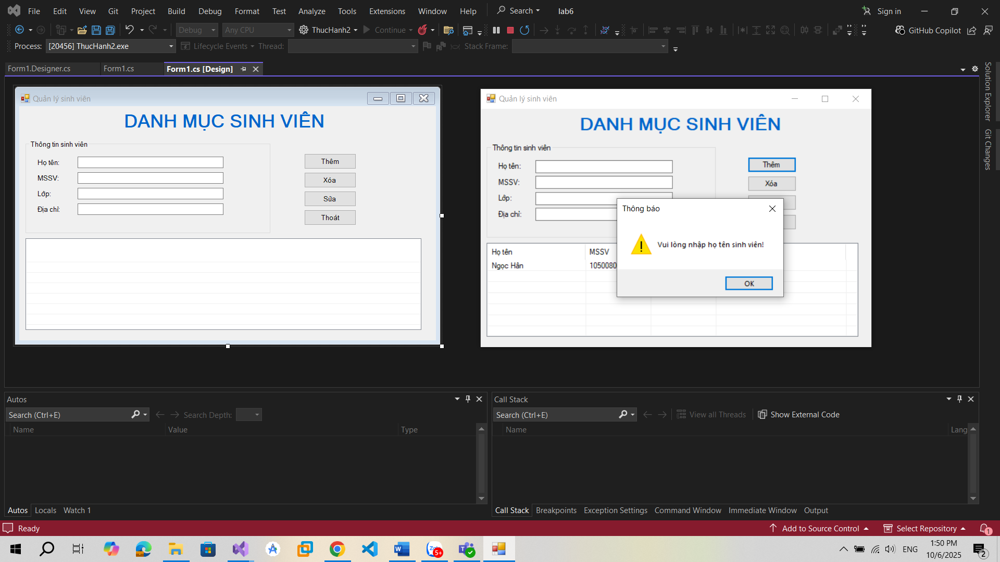 File Edit View Git Project Build Debug Format Test Analyze Tools Extensions Window Help Search lab6 Sign in
Debug Any CPU ThucHanh2 Continue GitHub Copilot
Process: [20456] ThucHanh2.exe Lifecycle Events Thread: Stack Frame:
Form1.Designer.cs Form1.cs Form1.cs [Design]
Solution Explorer
Git Changes
Quản lý sinh viên
DANH MỤC SINH VIÊN
Thông tin sinh viên
Họ tên:
MSSV:
Lớp:
Địa chỉ:
Thêm
Xóa
Sửa
Thoát
Quản lý sinh viên
DANH MỤC SINH VIÊN
Thông tin sinh viên
Họ tên:
MSSV:
Lớp:
Địa chỉ:
Thêm
Xóa
Họ tên MSSV
Ngọc Hân 1050080
Thông báo
Vui lòng nhập họ tên sinh viên!
OK
Autos
Search (Ctrl+E) Search Depth:
Name Value Type
Autos Locals Watch 1
Call Stack
Search (Ctrl+E) View all Threads Show External Code
Name Lang
Call Stack Breakpoints Exception Settings Command Window Immediate Window Output
Ready Add to Source Control Select Repository 1
5+ ENG 1:50 PM
10/6/2025 2